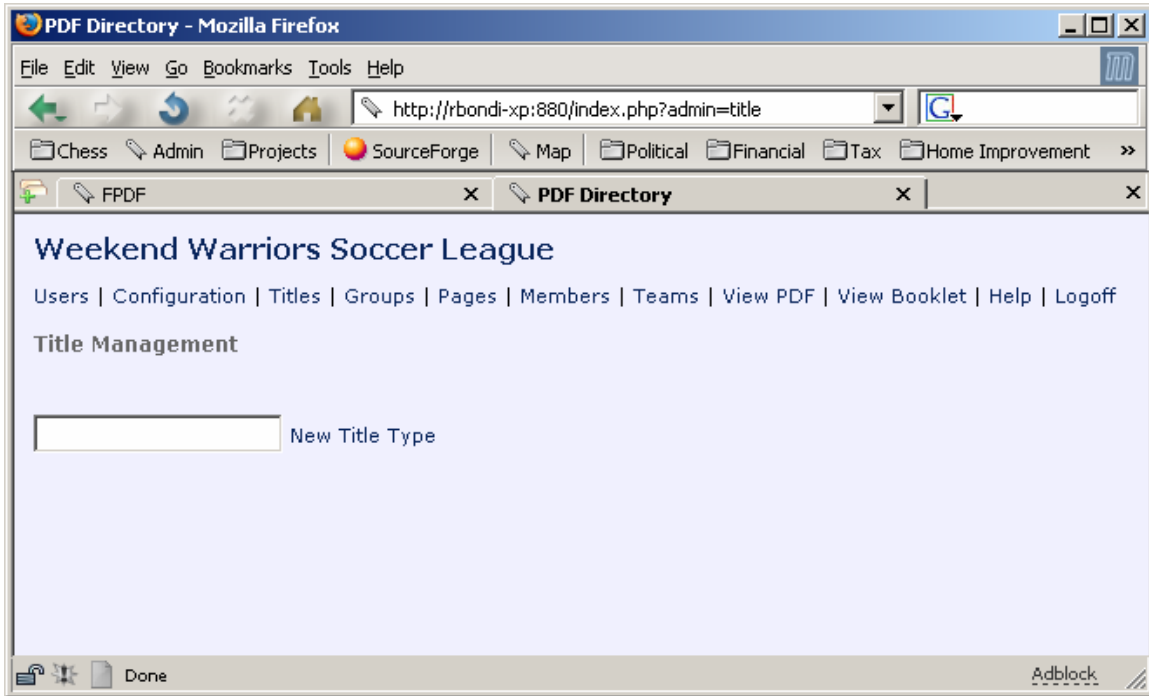 PDF Directory - Mozilla Firefox
File Edit View Go Bookmarks Tools Help
http://rbondi-xp:880/index.php?admin=title
G
Chess Admin Projects SourceForge Map Political Financial Tax Home Improvement »
FPDF PDF Directory
Weekend Warriors Soccer League
Users | Configuration | Titles | Groups | Pages | Members | Teams | View PDF | View Booklet | Help | Logoff
Title Management
New Title Type
Done Adblock